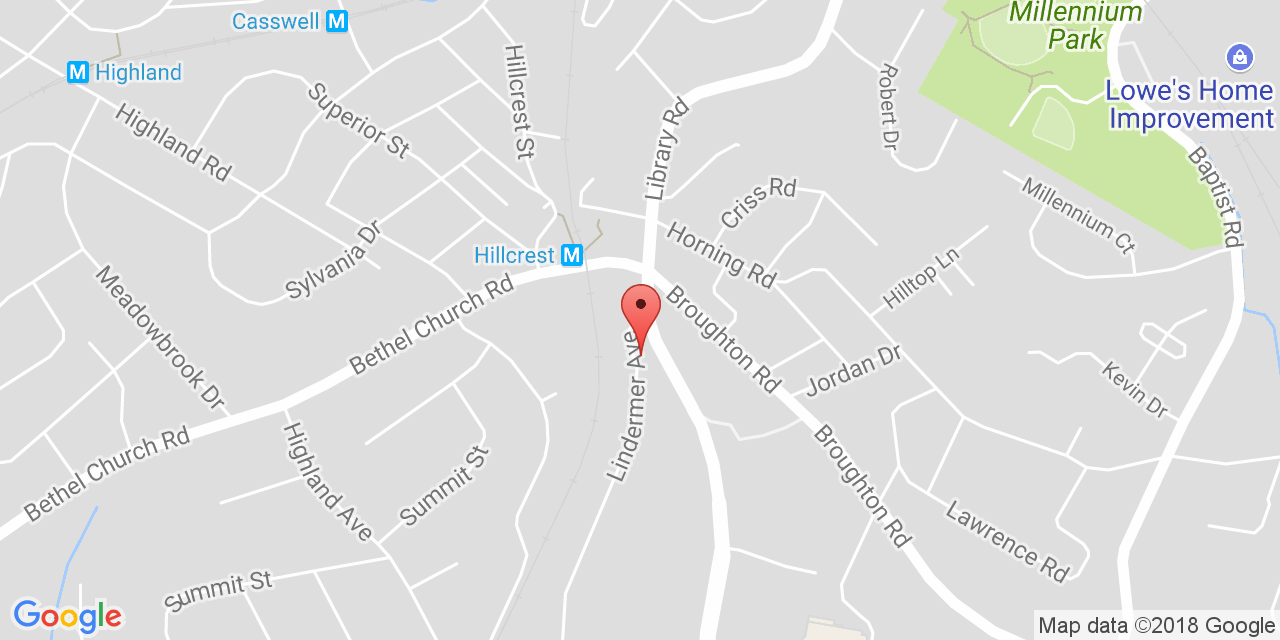 Casswell M
M Highland
Millennium
Park
Lowe's Home
Improvement
Robert Dr
Hillcrest St
Superior St
Highland Rd
Library Rd
Criss Rd
Baptist Rd
Millennium Ct
Horning Rd
Sylvania Dr
Hillcrest M
Hilltop Ln
Meadowbrook Dr
Bethel Church Rd
Broughton Rd
Lindermer Ave
Jordan Dr
Kevin Dr
Bethel Church Rd
Highland Ave
Summit St
Broughton Rd
Lawrence Rd
Summit St
Google
Map data ©2018 Google